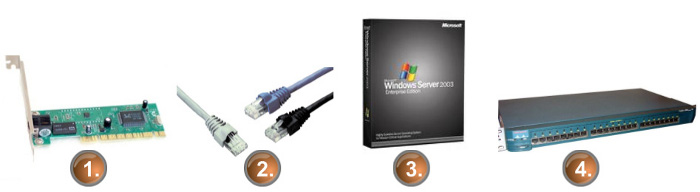 Microsoft
Windows Server 2003
Enterprise Edition
1.
2.
3.
4.